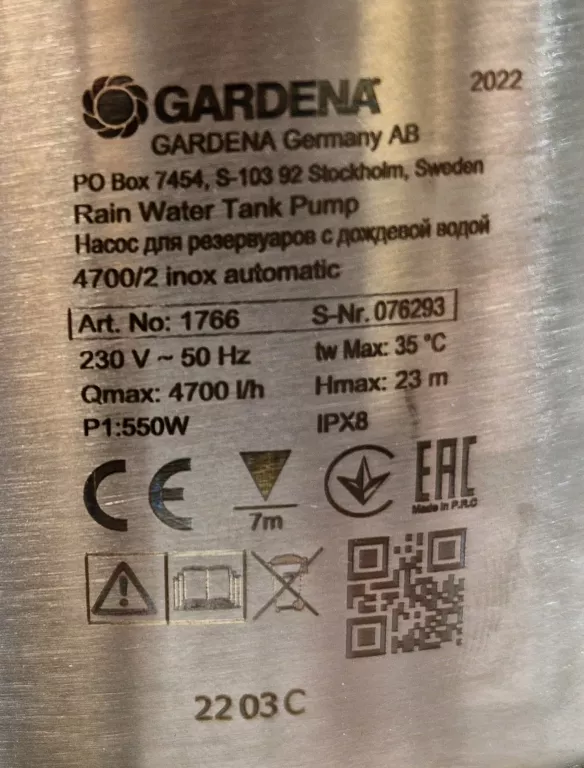 GARDENA
2022
GARDENA Germany AB
PO Box 7454, S-103 92 Stockholm, Sweden
Rain Water Tank Pump
Насос для резервуаров с дождевой водой
4700/2 inox automatic
Art. No: 1766 S-Nr. 076293
230 V ~ 50 Hz tw Max: 35 °C
Qmax: 4700 l/h Hmax: 23 m
P1:550W IPX8
CE EAC
7m Made in P.R.C
22 03 C